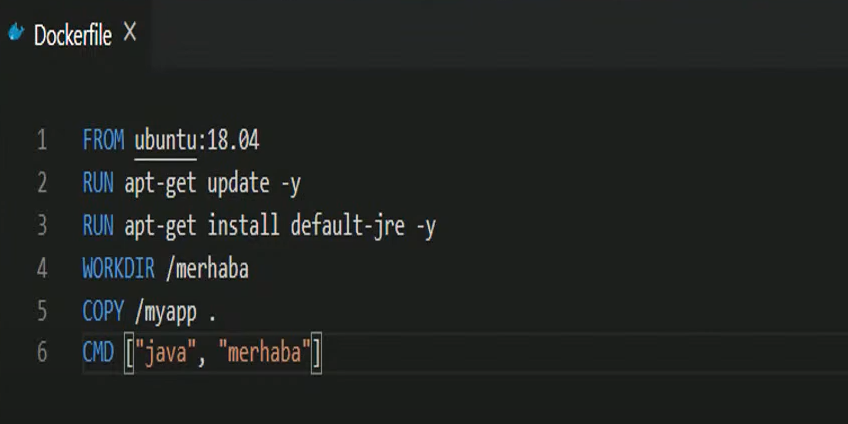 Dockerfile X
1 FROM ubuntu:18.04
2 RUN apt-get update -y
3 RUN apt-get install default-jre -y
4 WORKDIR /merhaba
5 COPY /myapp .
6 CMD ["java", "merhaba"]